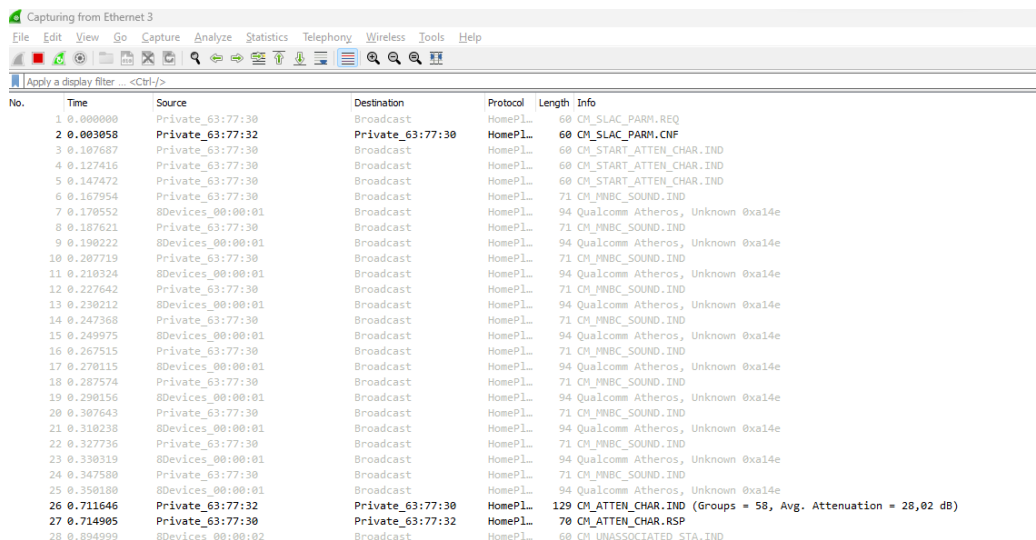 Capturing from Ethernet 3
File Edit View Go Capture Analyze Statistics Telephony Wireless Tools Help
Apply a display filter ... <Ctrl-/>
No. Time Source Destination Protocol Length Info
1 0.000000 Private_63:77:30 Broadcast HomePl… 60 CM_SLAC_PARM.REQ
2 0.003058 Private_63:77:32 Private_63:77:30 HomePl… 60 CM_SLAC_PARM.CNF
3 0.107687 Private_63:77:30 Broadcast HomePl… 60 CM_START_ATTEN_CHAR.IND
4 0.127416 Private_63:77:30 Broadcast HomePl… 60 CM_START_ATTEN_CHAR.IND
5 0.147472 Private_63:77:30 Broadcast HomePl… 60 CM_START_ATTEN_CHAR.IND
6 0.167954 Private_63:77:30 Broadcast HomePl… 71 CM_MNBC_SOUND.IND
7 0.170552 8Devices_00:00:01 Broadcast HomePl… 94 Qualcomm Atheros, Unknown 0xa14e
8 0.187621 Private_63:77:30 Broadcast HomePl… 71 CM_MNBC_SOUND.IND
9 0.190222 8Devices_00:00:01 Broadcast HomePl… 94 Qualcomm Atheros, Unknown 0xa14e
10 0.207719 Private_63:77:30 Broadcast HomePl… 71 CM_MNBC_SOUND.IND
11 0.210324 8Devices_00:00:01 Broadcast HomePl… 94 Qualcomm Atheros, Unknown 0xa14e
12 0.227642 Private_63:77:30 Broadcast HomePl… 71 CM_MNBC_SOUND.IND
13 0.230212 8Devices_00:00:01 Broadcast HomePl… 94 Qualcomm Atheros, Unknown 0xa14e
14 0.247368 Private_63:77:30 Broadcast HomePl… 71 CM_MNBC_SOUND.IND
15 0.249975 8Devices_00:00:01 Broadcast HomePl… 94 Qualcomm Atheros, Unknown 0xa14e
16 0.267515 Private_63:77:30 Broadcast HomePl… 71 CM_MNBC_SOUND.IND
17 0.270115 8Devices_00:00:01 Broadcast HomePl… 94 Qualcomm Atheros, Unknown 0xa14e
18 0.287574 Private_63:77:30 Broadcast HomePl… 71 CM_MNBC_SOUND.IND
19 0.290156 8Devices_00:00:01 Broadcast HomePl… 94 Qualcomm Atheros, Unknown 0xa14e
20 0.307643 Private_63:77:30 Broadcast HomePl… 71 CM_MNBC_SOUND.IND
21 0.310238 8Devices_00:00:01 Broadcast HomePl… 94 Qualcomm Atheros, Unknown 0xa14e
22 0.327736 Private_63:77:30 Broadcast HomePl… 71 CM_MNBC_SOUND.IND
23 0.330319 8Devices_00:00:01 Broadcast HomePl… 94 Qualcomm Atheros, Unknown 0xa14e
24 0.347580 Private_63:77:30 Broadcast HomePl… 71 CM_MNBC_SOUND.IND
25 0.350180 8Devices_00:00:01 Broadcast HomePl… 94 Qualcomm Atheros, Unknown 0xa14e
26 0.711646 Private_63:77:32 Private_63:77:30 HomePl… 129 CM_ATTEN_CHAR.IND (Groups = 58, Avg. Attenuation = 28,02 dB)
27 0.714905 Private_63:77:30 Private_63:77:32 HomePl… 70 CM_ATTEN_CHAR.RSP
28 0.894999 8Devices_00:00:02 Broadcast HomePl… 60 CM_UNASSOCIATED_STA.IND